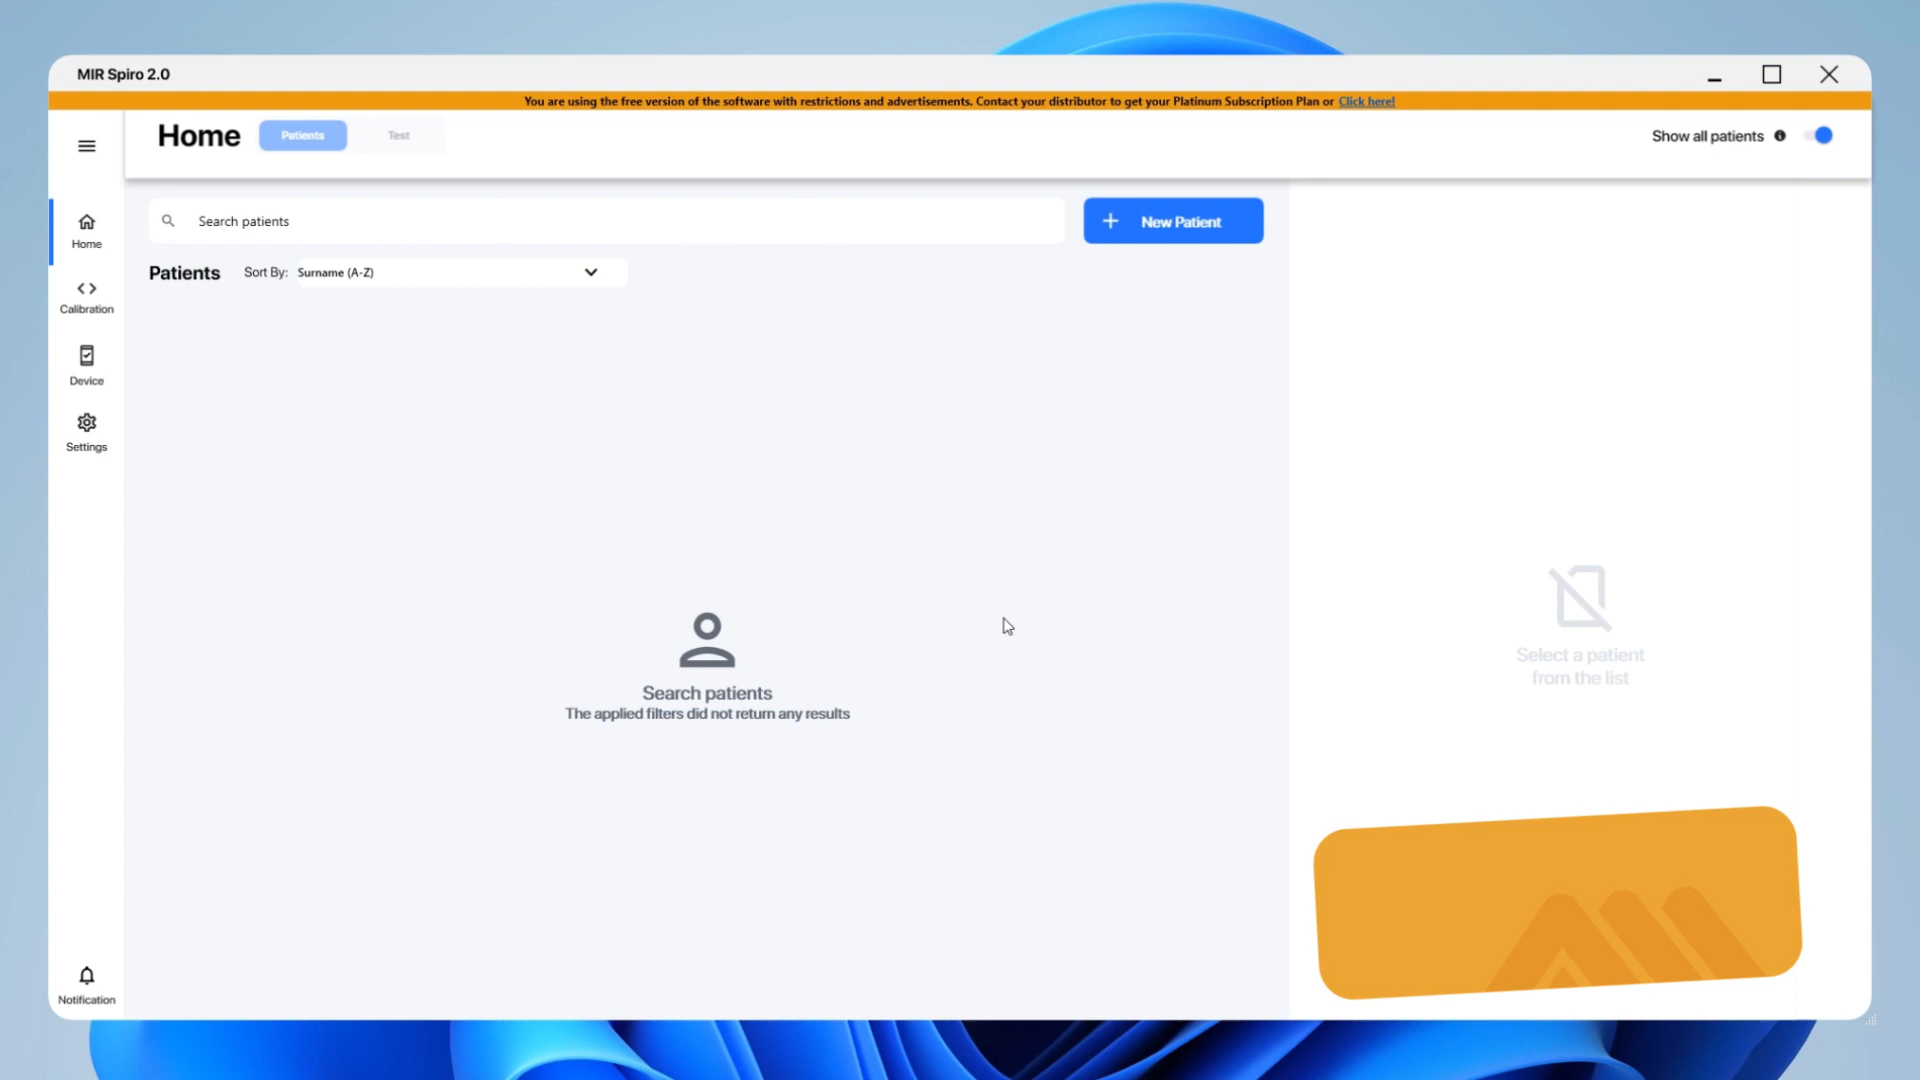 MIR Spiro 2.0
You are using the free version of the software with restrictions and advertisements. Contact your distributor to get your Platinum Subscription Plan or Click here!
Home
Patients
Test
Show all patients
Home
Calibration
Device
Settings
Notification
Search patients
New Patient
Patients
Sort By: Surname (A-Z)
Search patients
The applied filters did not return any results
Select a patient
from the list